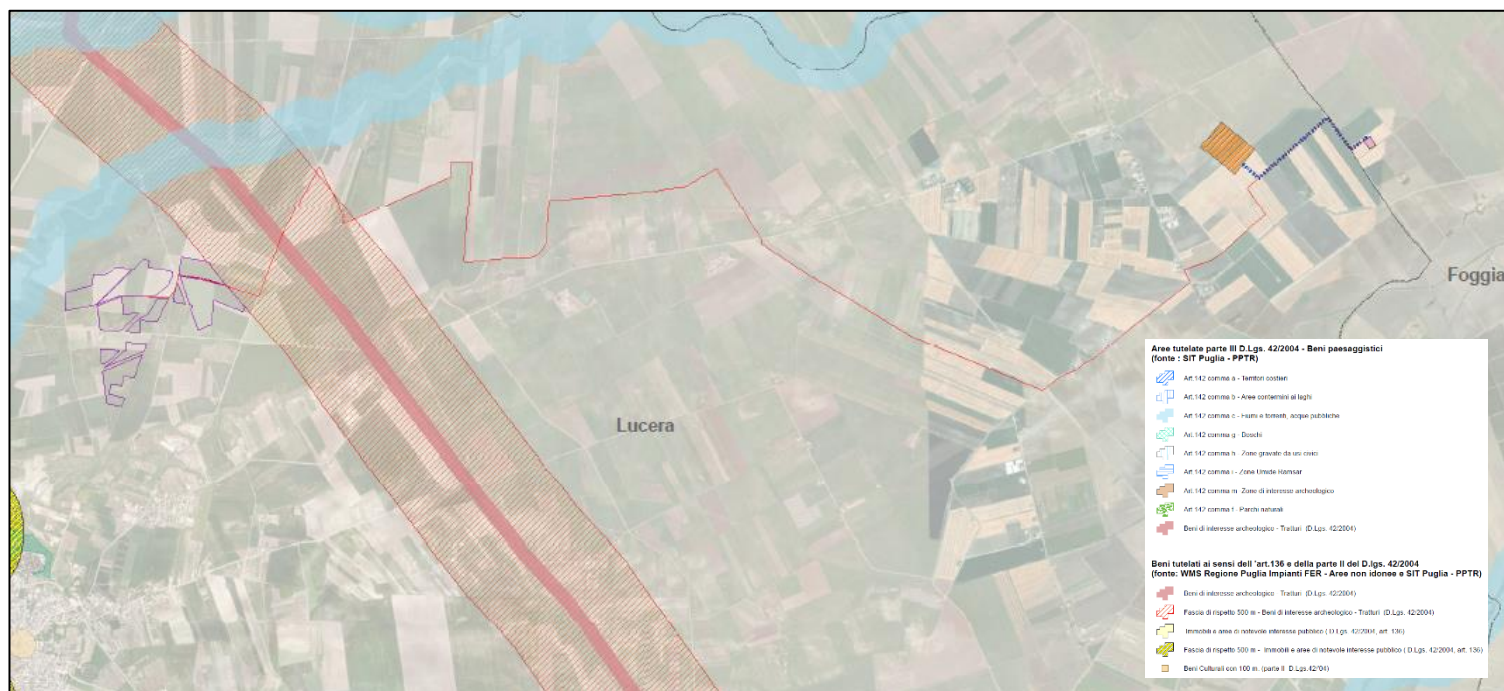 Foggia
Lucera
Aree tutelate parte III D.Lgs. 42/2004 - Beni paesaggistici
(fonte : SIT Puglia - PPTR)
Art.142 comma a - Territori costieri
Art.142 comma b - Aree contermini ai laghi
Art.142 comma c - Fiumi e torrenti, acque pubbliche
Art.142 comma g - Boschi
Art.142 comma h - Zone gravate da usi civici
Art.142 comma i - Zone Umide Ramsar
Art.142 comma m - Zone di interesse archeologico
Art.142 comma f - Parchi naturali
Beni di interesse archeologico - Tratturi (D.Lgs. 42/2004)
Beni tutelati ai sensi dell 'art.136 e della parte II del D.lgs. 42/2004
(fonte: WMS Regione Puglia Impianti FER - Aree non idonee e SIT Puglia - PPTR)
Beni di interesse archeologico - Tratturi (D.Lgs. 42/2004)
Fascia di rispetto 500 m - Beni di interesse archeologico - Tratturi (D.Lgs. 42/2004)
Immobili e aree di notevole interesse pubblico ( D.Lgs. 42/2004, art. 136)
Fascia di rispetto 500 m - Immobili e aree di notevole interesse pubblico ( D.Lgs. 42/2004, art. 136)
Beni Culturali con 100 m. (parte II D.Lgs.42/04)